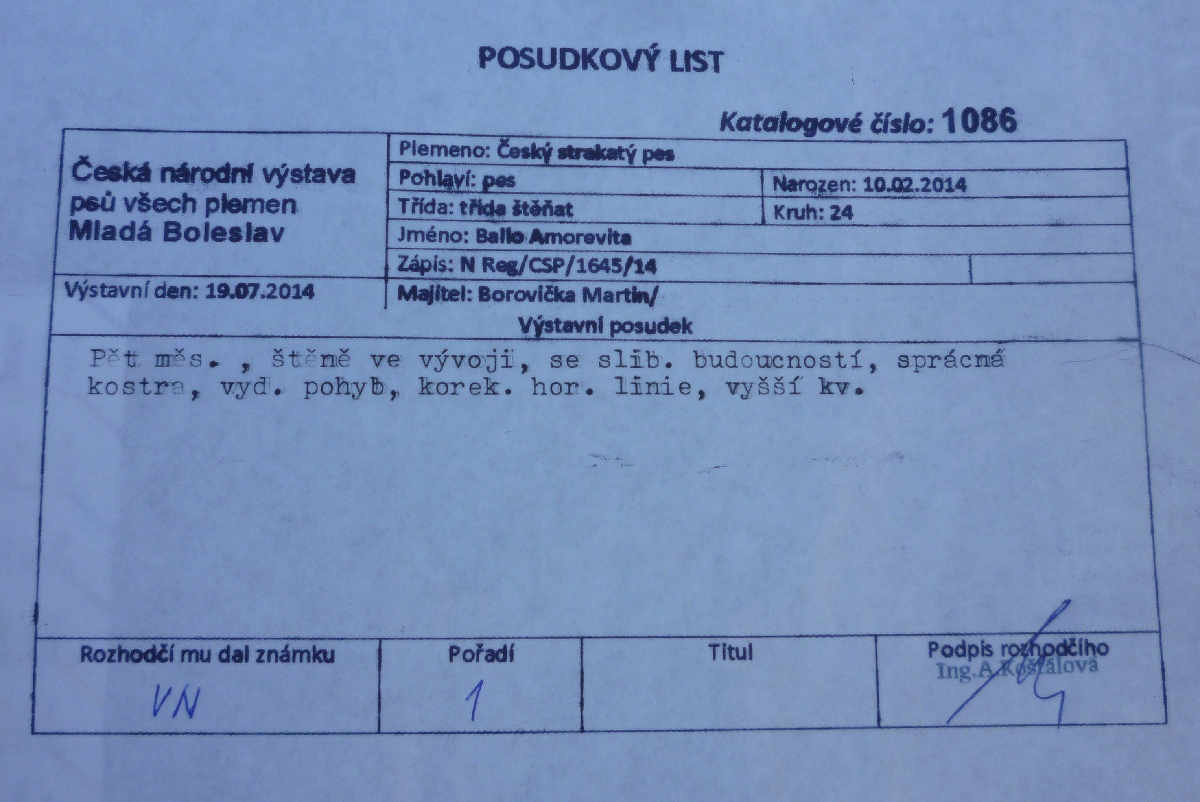 POSUDKOVÝ LIST
Katalogové číslo: 1086
Česká národní výstava
psů všech plemen
Mladá Boleslav
Plemeno: Český strakatý pes
Pohlaví: pes
Narozen: 10.02.2014
Třída: třída štěňat
Kruh: 24
Jméno: Ballo Amorevita
Zápis: N Reg/CSP/1645/14
Výstavní den: 19.07.2014
Majitel: Borovička Martin/
Výstavní posudek
Pět měs. , štěně ve vývoji, se slib. budoucností, sprácná
kostra, vyd. pohyb, korek. hor. linie, vyšší kv.
Rozhodčí mu dal známku
Pořadí
Titul
Podpis rozhodčího
VN
1
Ing.A.Košťálová